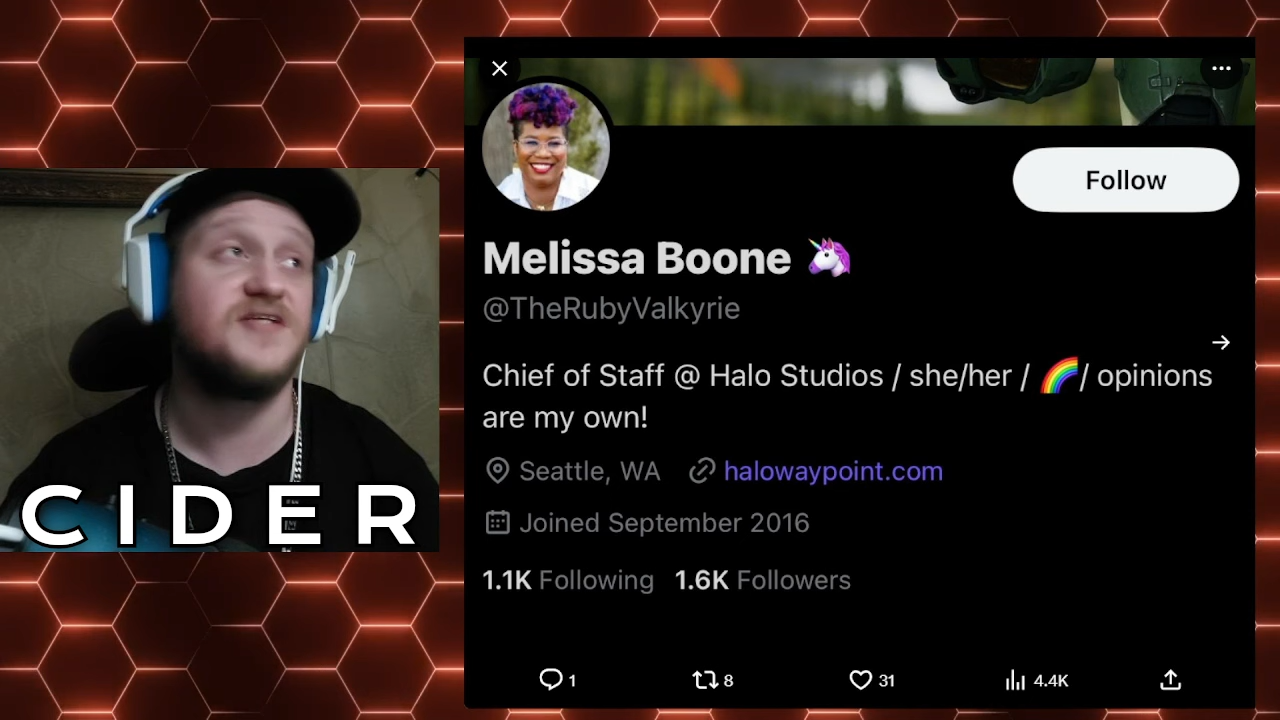 Follow
Melissa Boone 🦄
@TheRubyValkyrie
Chief of Staff @ Halo Studios / she/her / 🌈/ opinions
are my own!
Seattle, WA halowaypoint.com
Joined September 2016
1.1K Following 1.6K Followers
1 8 31 4.4K
CIDER